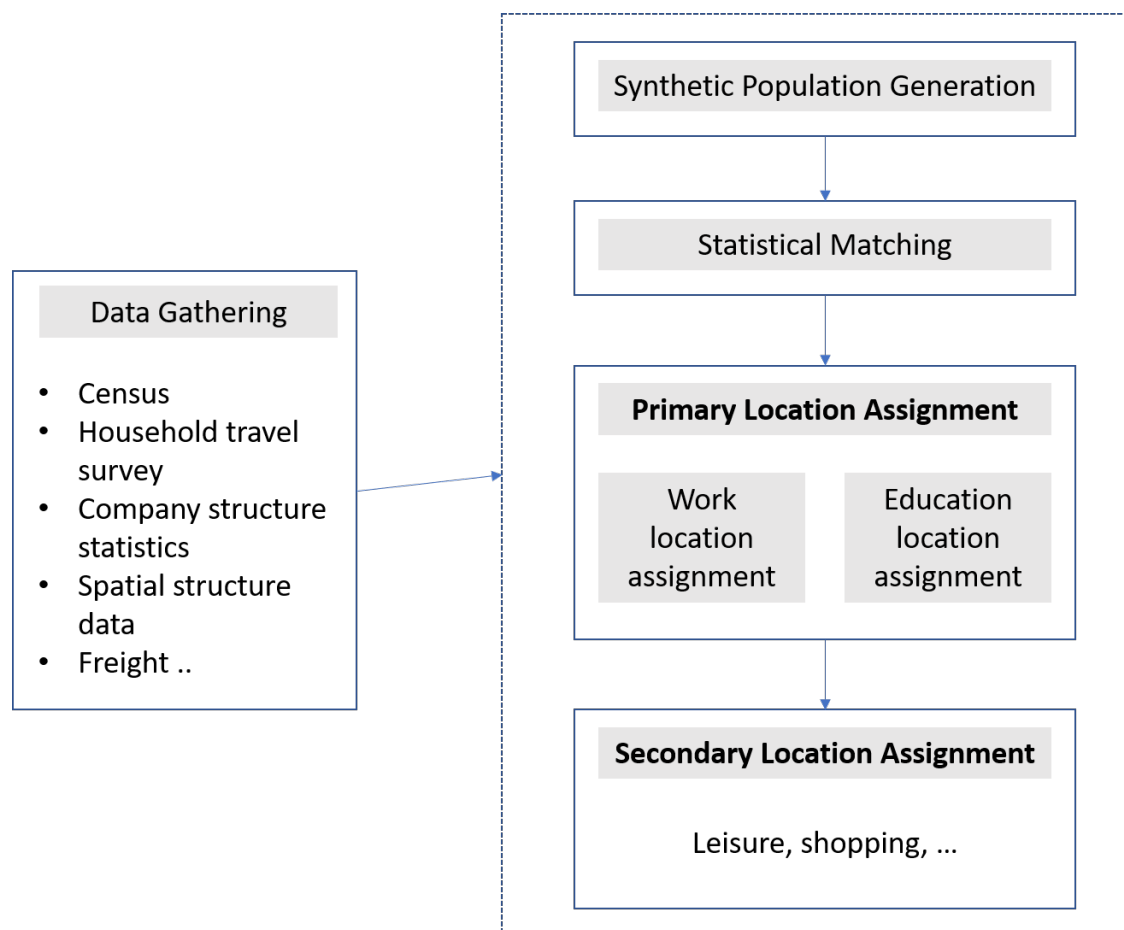 Data Gathering
• Census
• Household travel
survey
• Company structure
statistics
• Spatial structure
data
• Freight ..
Synthetic Population Generation
Statistical Matching
Primary Location Assignment
Work
location
assignment
Education
location
assignment
Secondary Location Assignment
Leisure, shopping, ...